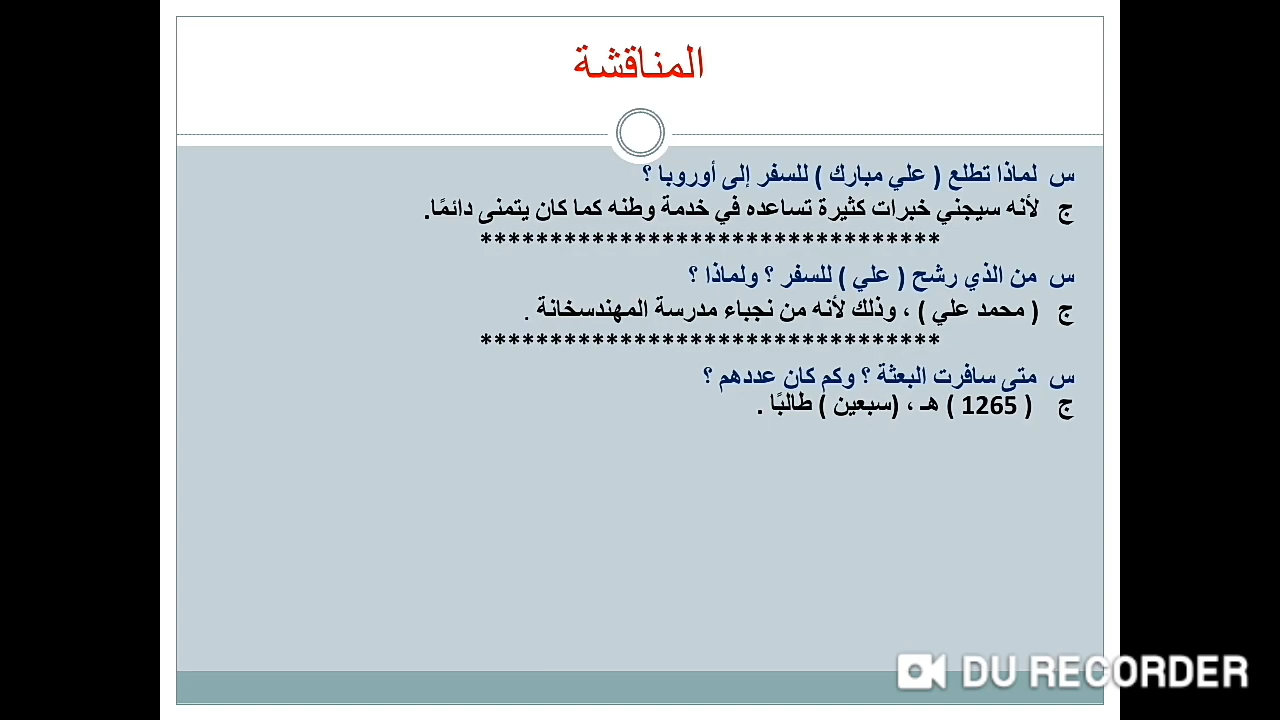 المناقشة
س لماذا تطلع ( علي مبارك ) للسفر إلى أوروبا ؟
ج لأنه سيجني خبرات كثيرة تساعده في خدمة وطنه كما كان يتمنى دائمًا.
*********************************
س من الذي رشح ( علي ) للسفر ؟ ولماذا ؟
ج ( محمد علي ) ، وذلك لأنه من نجباء مدرسة المهندسخانة .
*********************************
س متى سافرت البعثة ؟ وكم كان عددهم ؟
ج ( 1265 ) هـ ، (سبعين ) طالبًا .
DU RECORDER